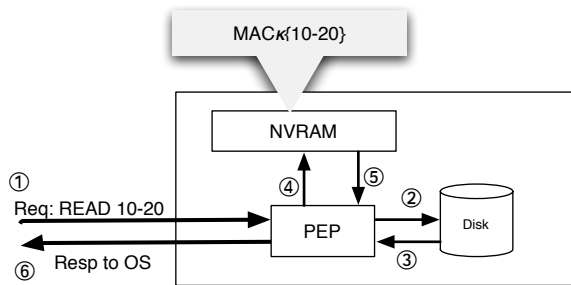 MACκ{10-20}
NVRAM
①
④
⑤
②
Req: READ 10-20
PEP
Disk
③
⑥
Resp to OS